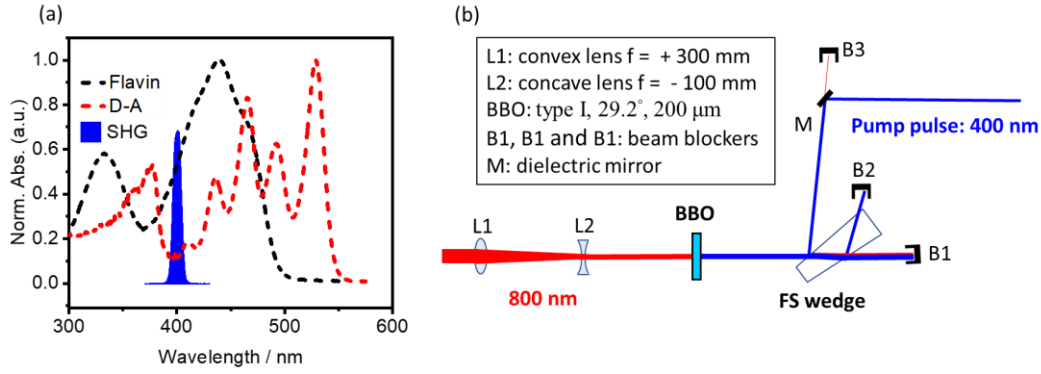 (a)
1.0
0.8
0.6
0.4
0.2
0.0
Norm. Abs. (a.u.)
Flavin
D-A
SHG
300 400 500 600
Wavelength / nm
(b)
L1: convex lens f = + 300 mm
L2: concave lens f = - 100 mm
BBO: type I, 29.2°, 200 μm
B1, B1 and B1: beam blockers
M: dielectric mirror
B3
M
Pump pulse: 400 nm
B2
L1
L2
BBO
B1
800 nm
FS wedge